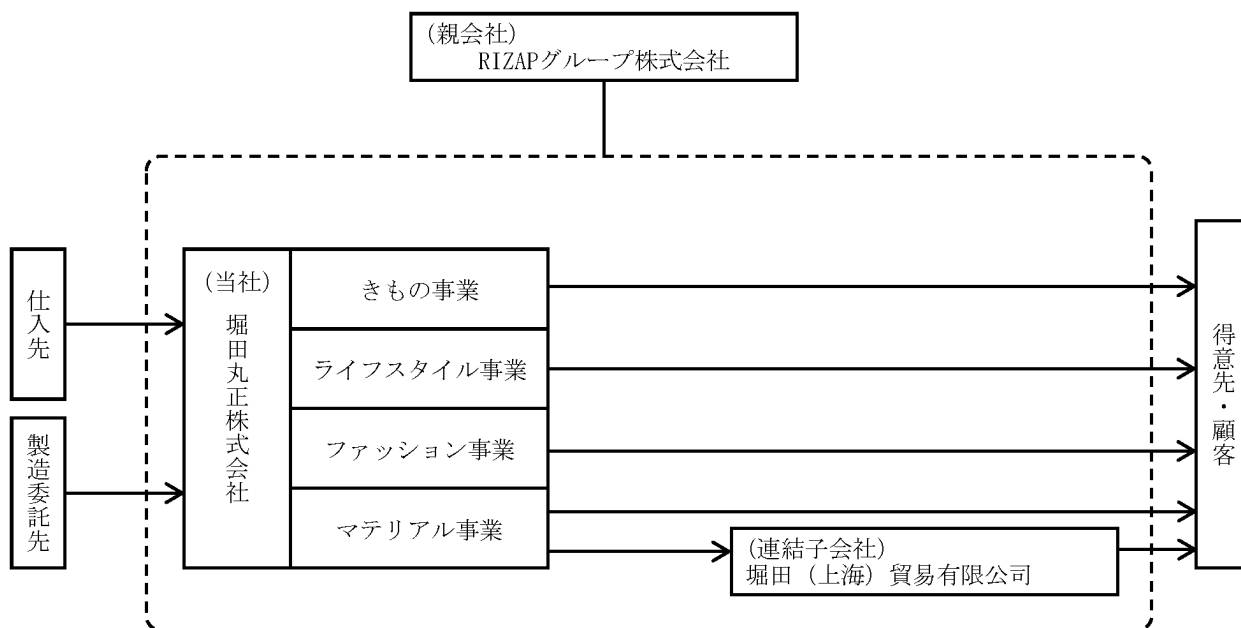 (親会社)
RIZAPグループ株式会社
仕入先
製造委託先
(当社)
堀田丸正株式会社
きもの事業
ライフスタイル事業
ファッション事業
マテリアル事業
(連結子会社)
堀田（上海）貿易有限公司
得意先・顧客